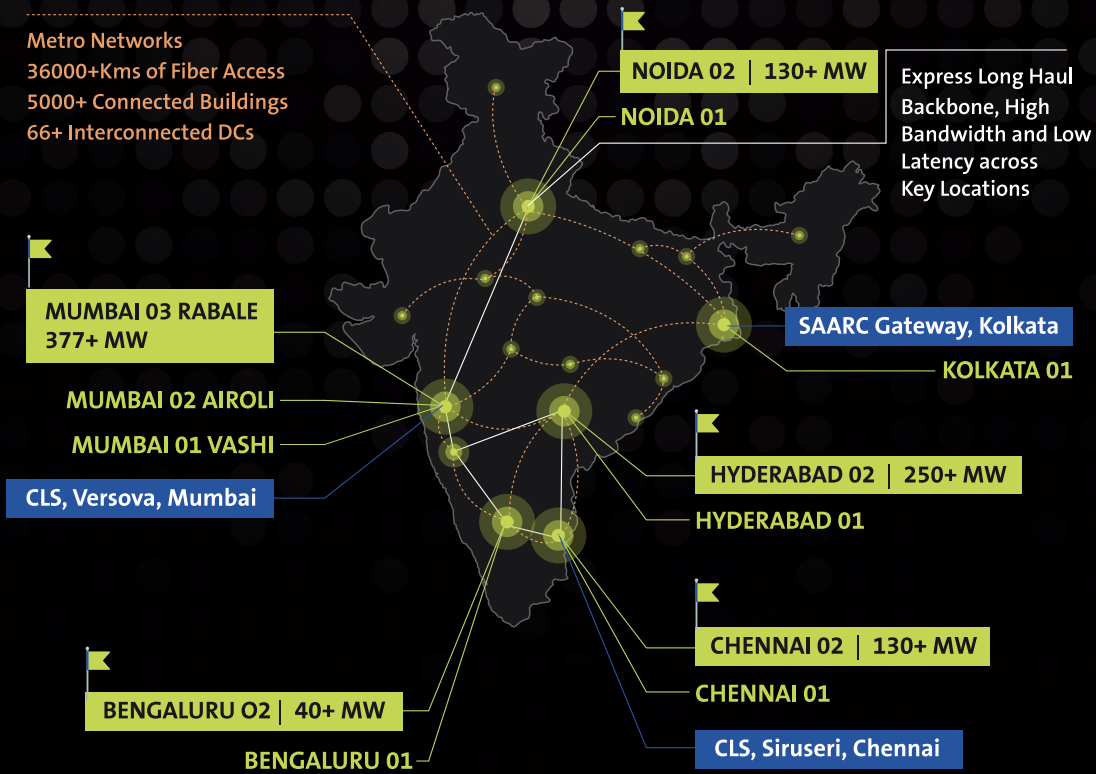 Metro Networks
36000+Kms of Fiber Access
5000+ Connected Buildings
66+ Interconnected DCs
NOIDA 02 | 130+ MW
NOIDA 01
Express Long Haul
Backbone, High
Bandwidth and Low
Latency across
Key Locations
MUMBAI 03 RABALE
377+ MW
MUMBAI 02 AIROLI
MUMBAI 01 VASHI
CLS, Versova, Mumbai
SAARC Gateway, Kolkata
KOLKATA 01
HYDERABAD 02 | 250+ MW
HYDERABAD 01
CHENNAI 02 | 130+ MW
CHENNAI 01
CLS, Siruseri, Chennai
BENGALURU O2 | 40+ MW
BENGALURU 01